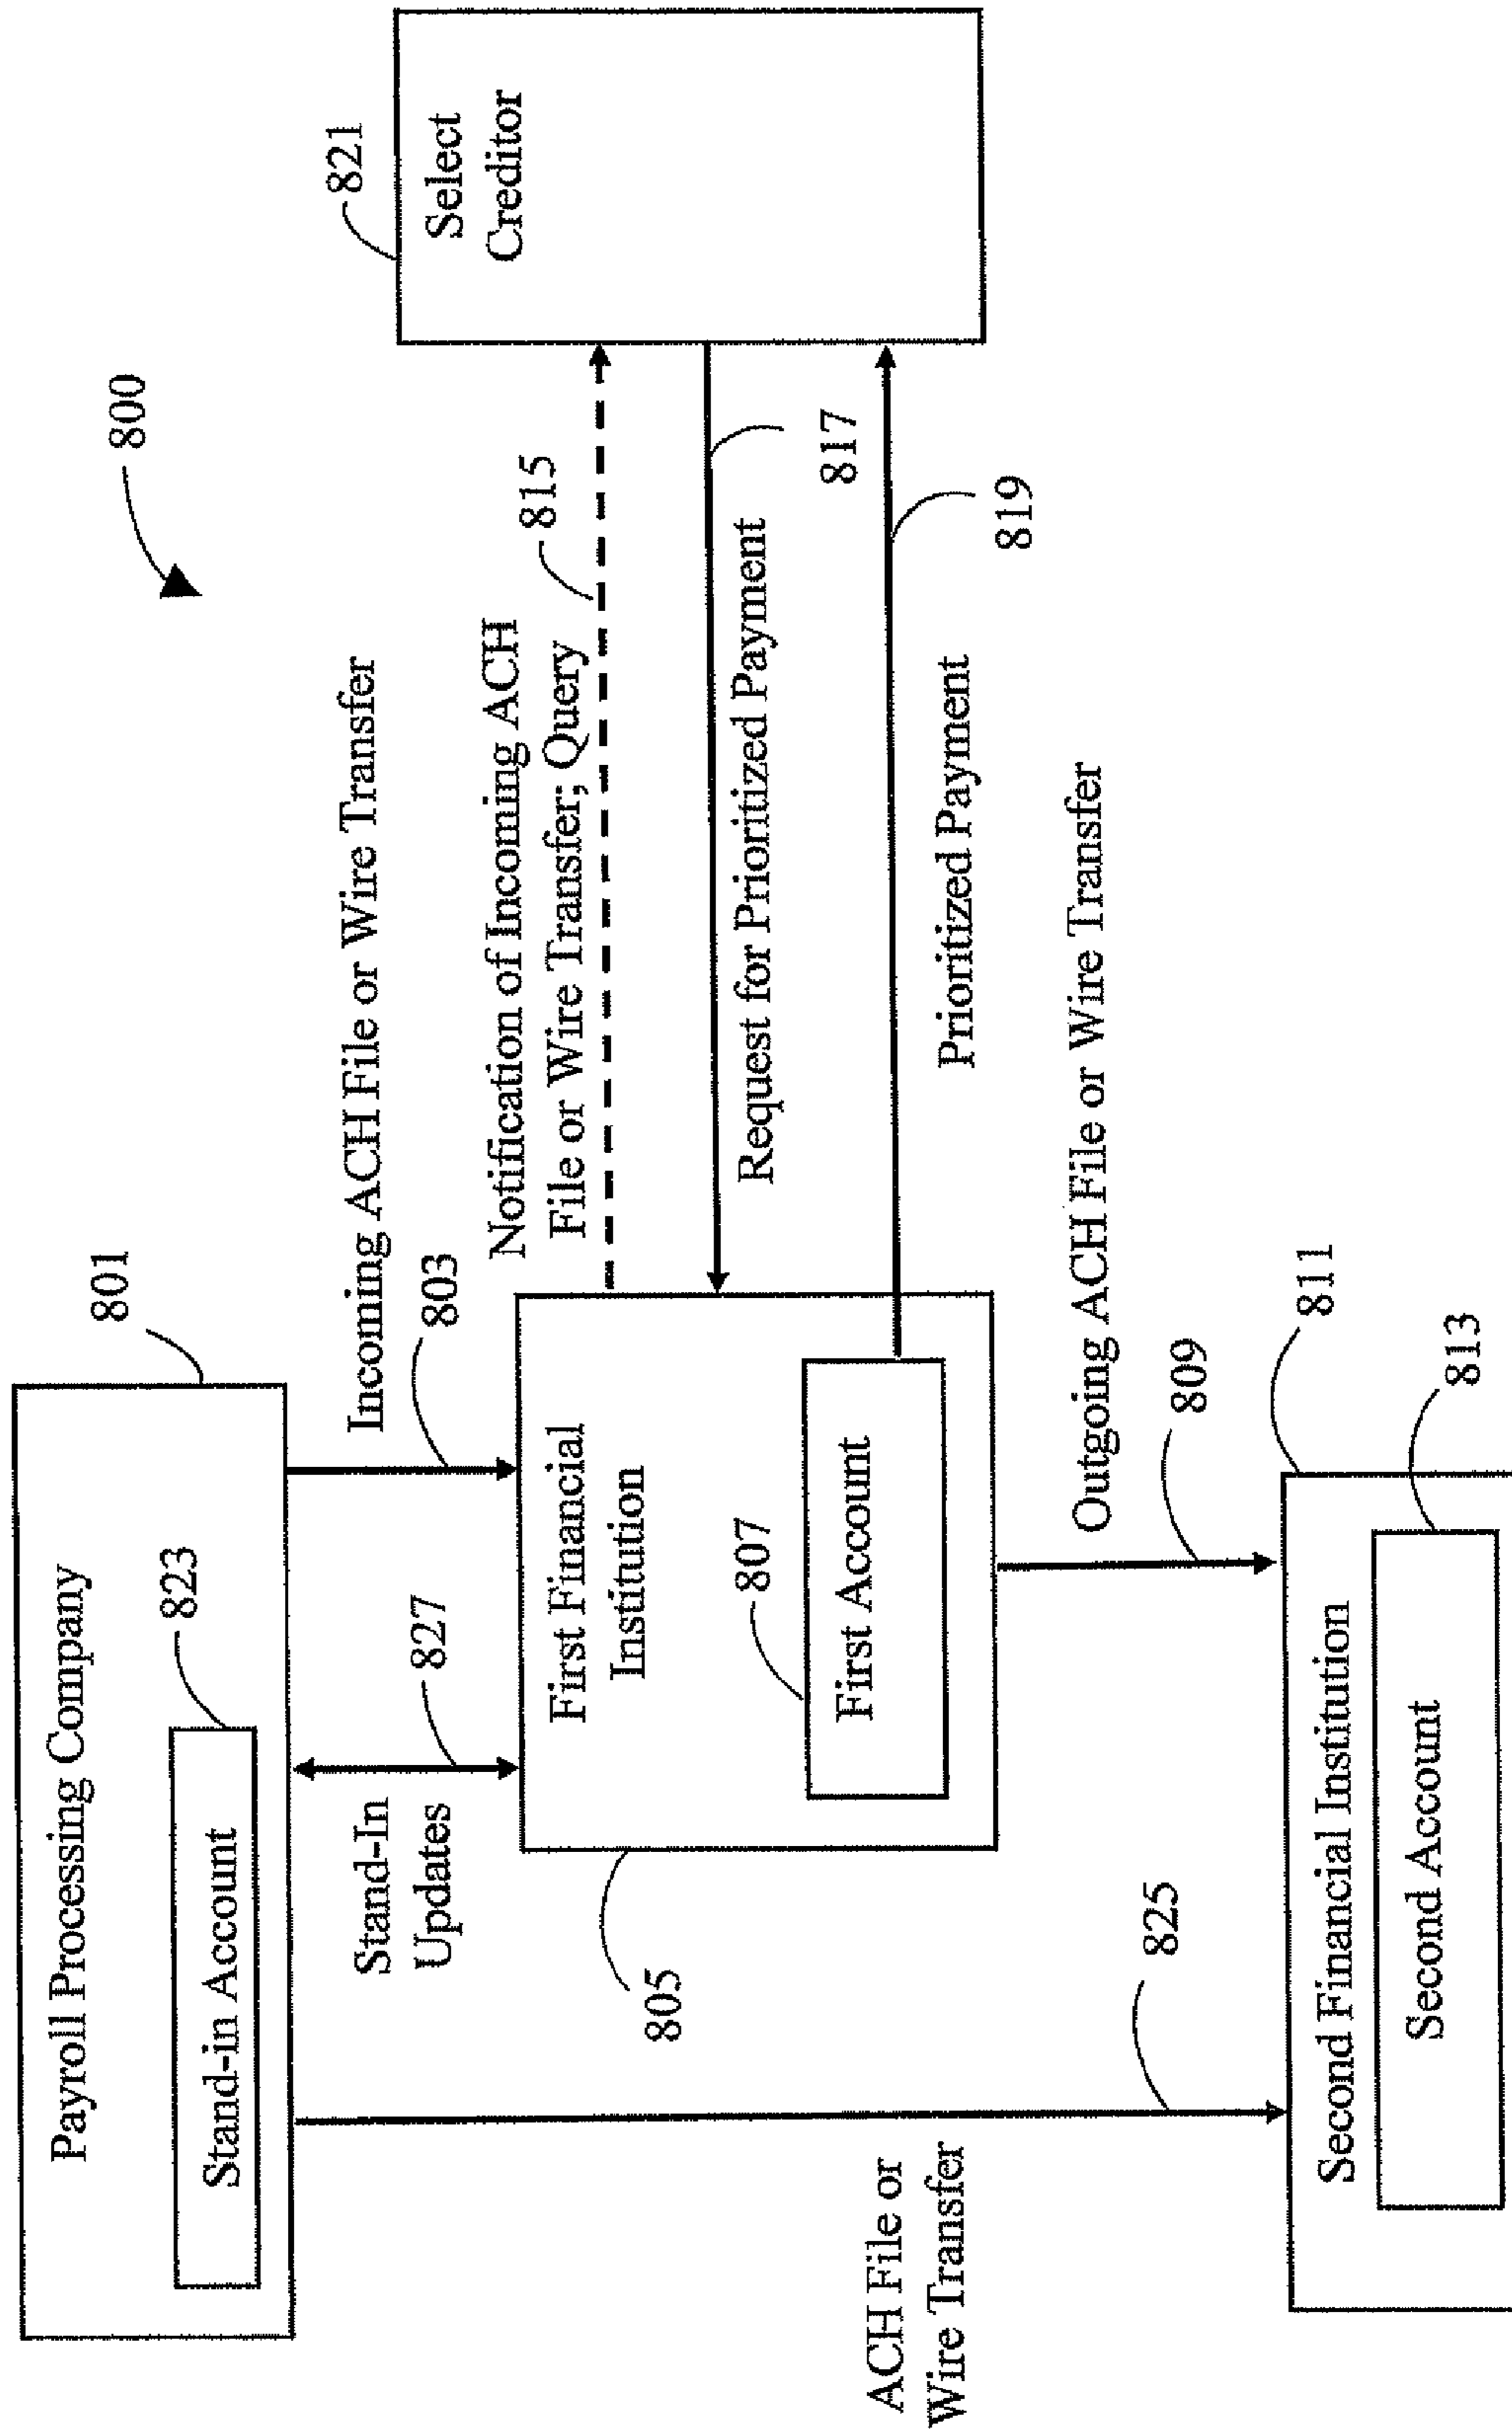 800
801
Payroll Processing Company
823
Stand-in Account
Incoming ACH File or Wire Transfer
803
Stand-In
Updates
827
821
Select
Creditor
Notification of Incoming ACH
File or Wire Transfer; Query
815
First Financial
Institution
805
807
First Account
817
Request for Prioritized Payment
819
Prioritized Payment
ACH File or
Wire Transfer
825
Outgoing ACH File or Wire Transfer
809
811
Second Financial Institution
813
Second Account